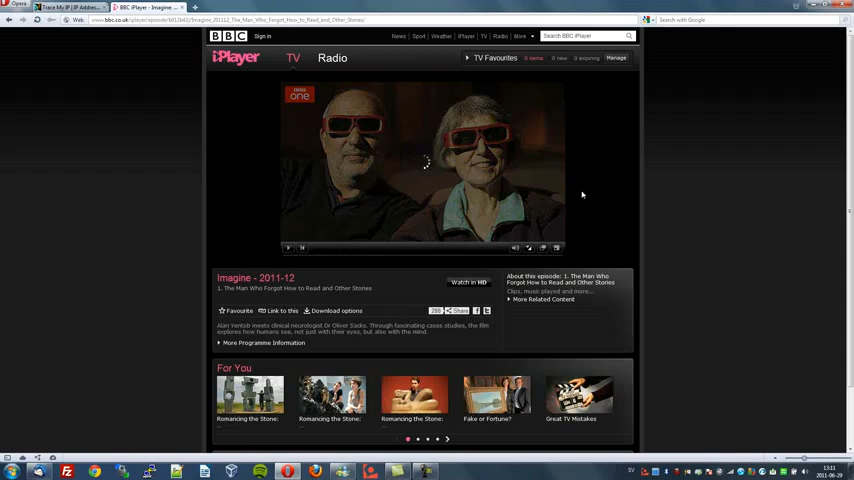 Opera
Trace My IP | IP Address...
BBC iPlayer - Imagine: ...
Web
www.bbc.co.uk/iplayer/episode/b012b42j/Imagine_201112_The_Man_Who_Forgot_How_to_Read_and_Other_Stories/
Search with Google
BBC
Sign in
News
Sport
Weather
iPlayer
TV
Radio
More
Search BBC iPlayer
iPlayer
TV
Radio
TV Favourites
0 items
0 new
0 expiring
Manage
BBC
one
Imagine - 2011-12
1. The Man Who Forgot How to Read and Other Stories
Watch in HD
About this episode: 1. The Man Who
Forgot How to Read and Other Stories
Clips, music played and more...
More Related Content
Favourite
Link to this
Download options
286
Share
Alan Yentob meets clinical neurologist Dr Oliver Sacks. Through fascinating cases studies, the film
explores how humans see, not just with their eyes, but also with the mind.
More Programme Information
For You
Romancing the Stone:
...
Romancing the Stone:
...
Romancing the Stone:
...
Fake or Fortune?
Great TV Mistakes
SV
13:11
2011-06-29